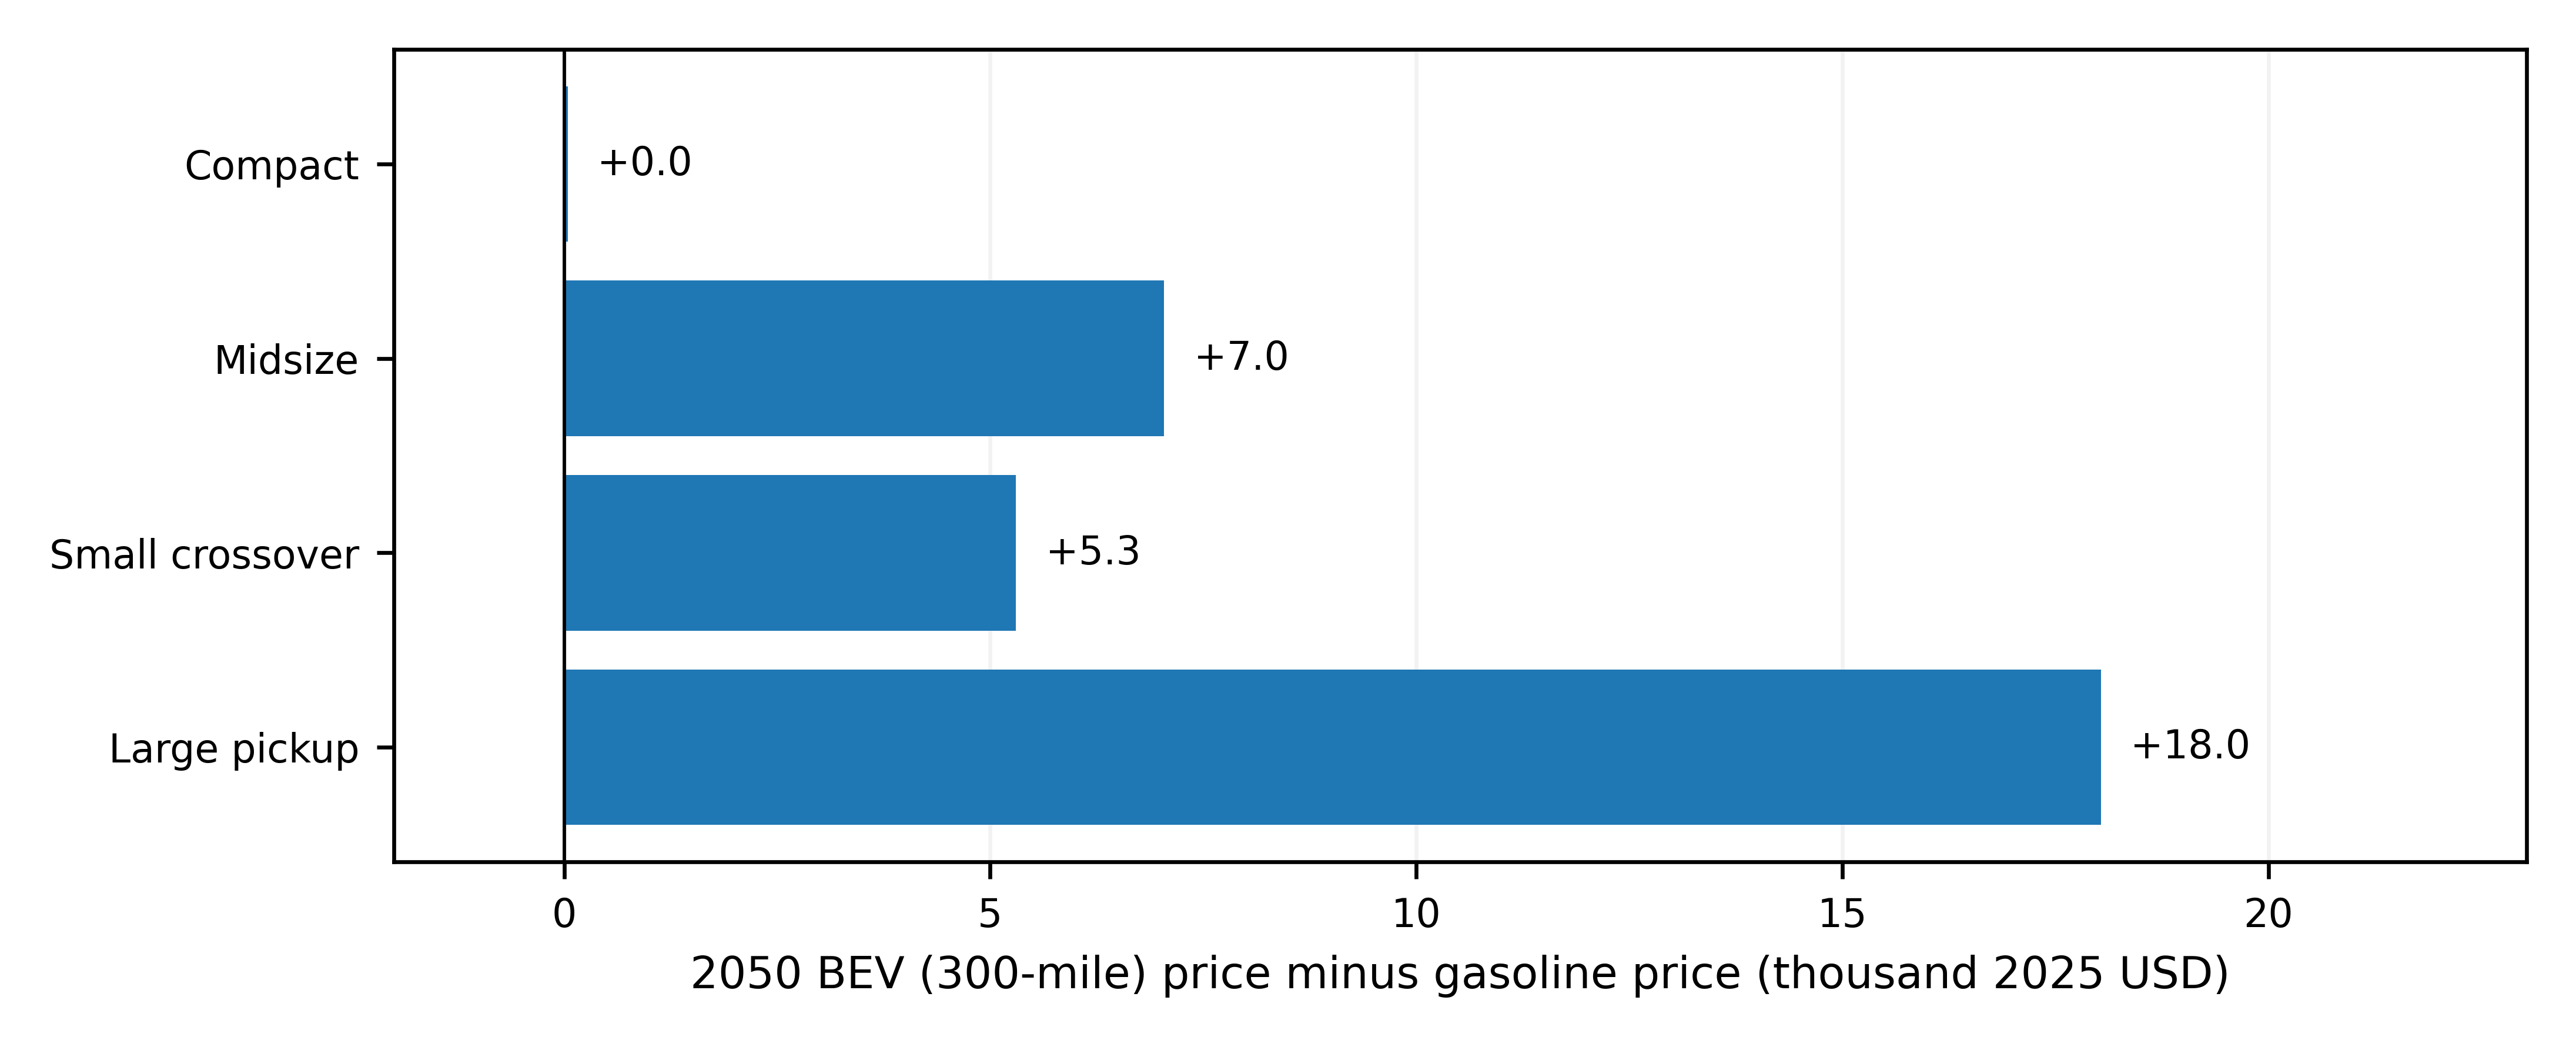 Compact
+0.0
Midsize
+7.0
Small crossover
+5.3
Large pickup
+18.0
0 5 10 15 20
2050 BEV (300-mile) price minus gasoline price (thousand 2025 USD)